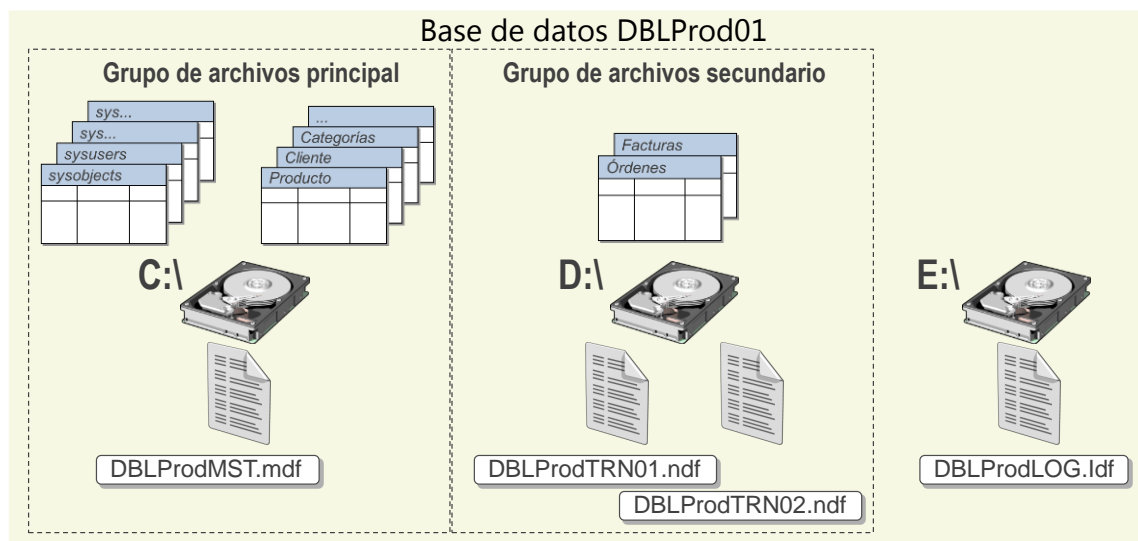 Base de datos DBLProd01
Grupo de archivos principal
Grupo de archivos secundario
sys...
sys...
sysusers
sysobjects
...
Categorías
Cliente
Producto
Facturas
Órdenes
C:\
D:\
E:\
DBLProdMST.mdf
DBLProdTRN01.ndf
DBLProdTRN02.ndf
DBLProdLOG.ldf